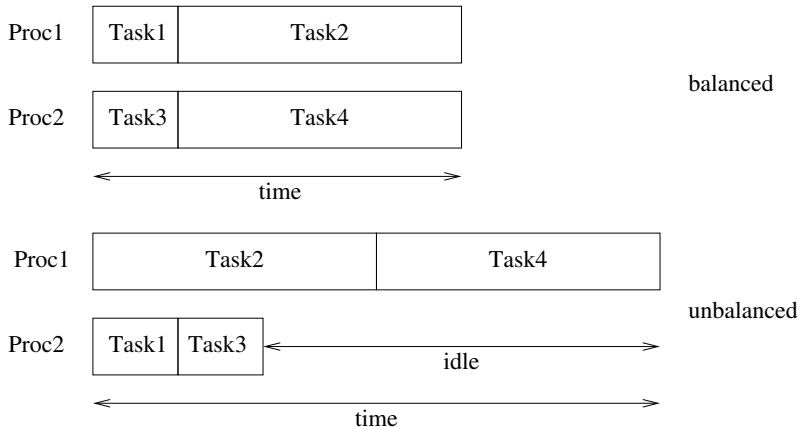 Proc1 Task1 Task2
balanced
Proc2 Task3 Task4
time
Proc1 Task2 Task4
unbalanced
Proc2 Task1 Task3
idle
time